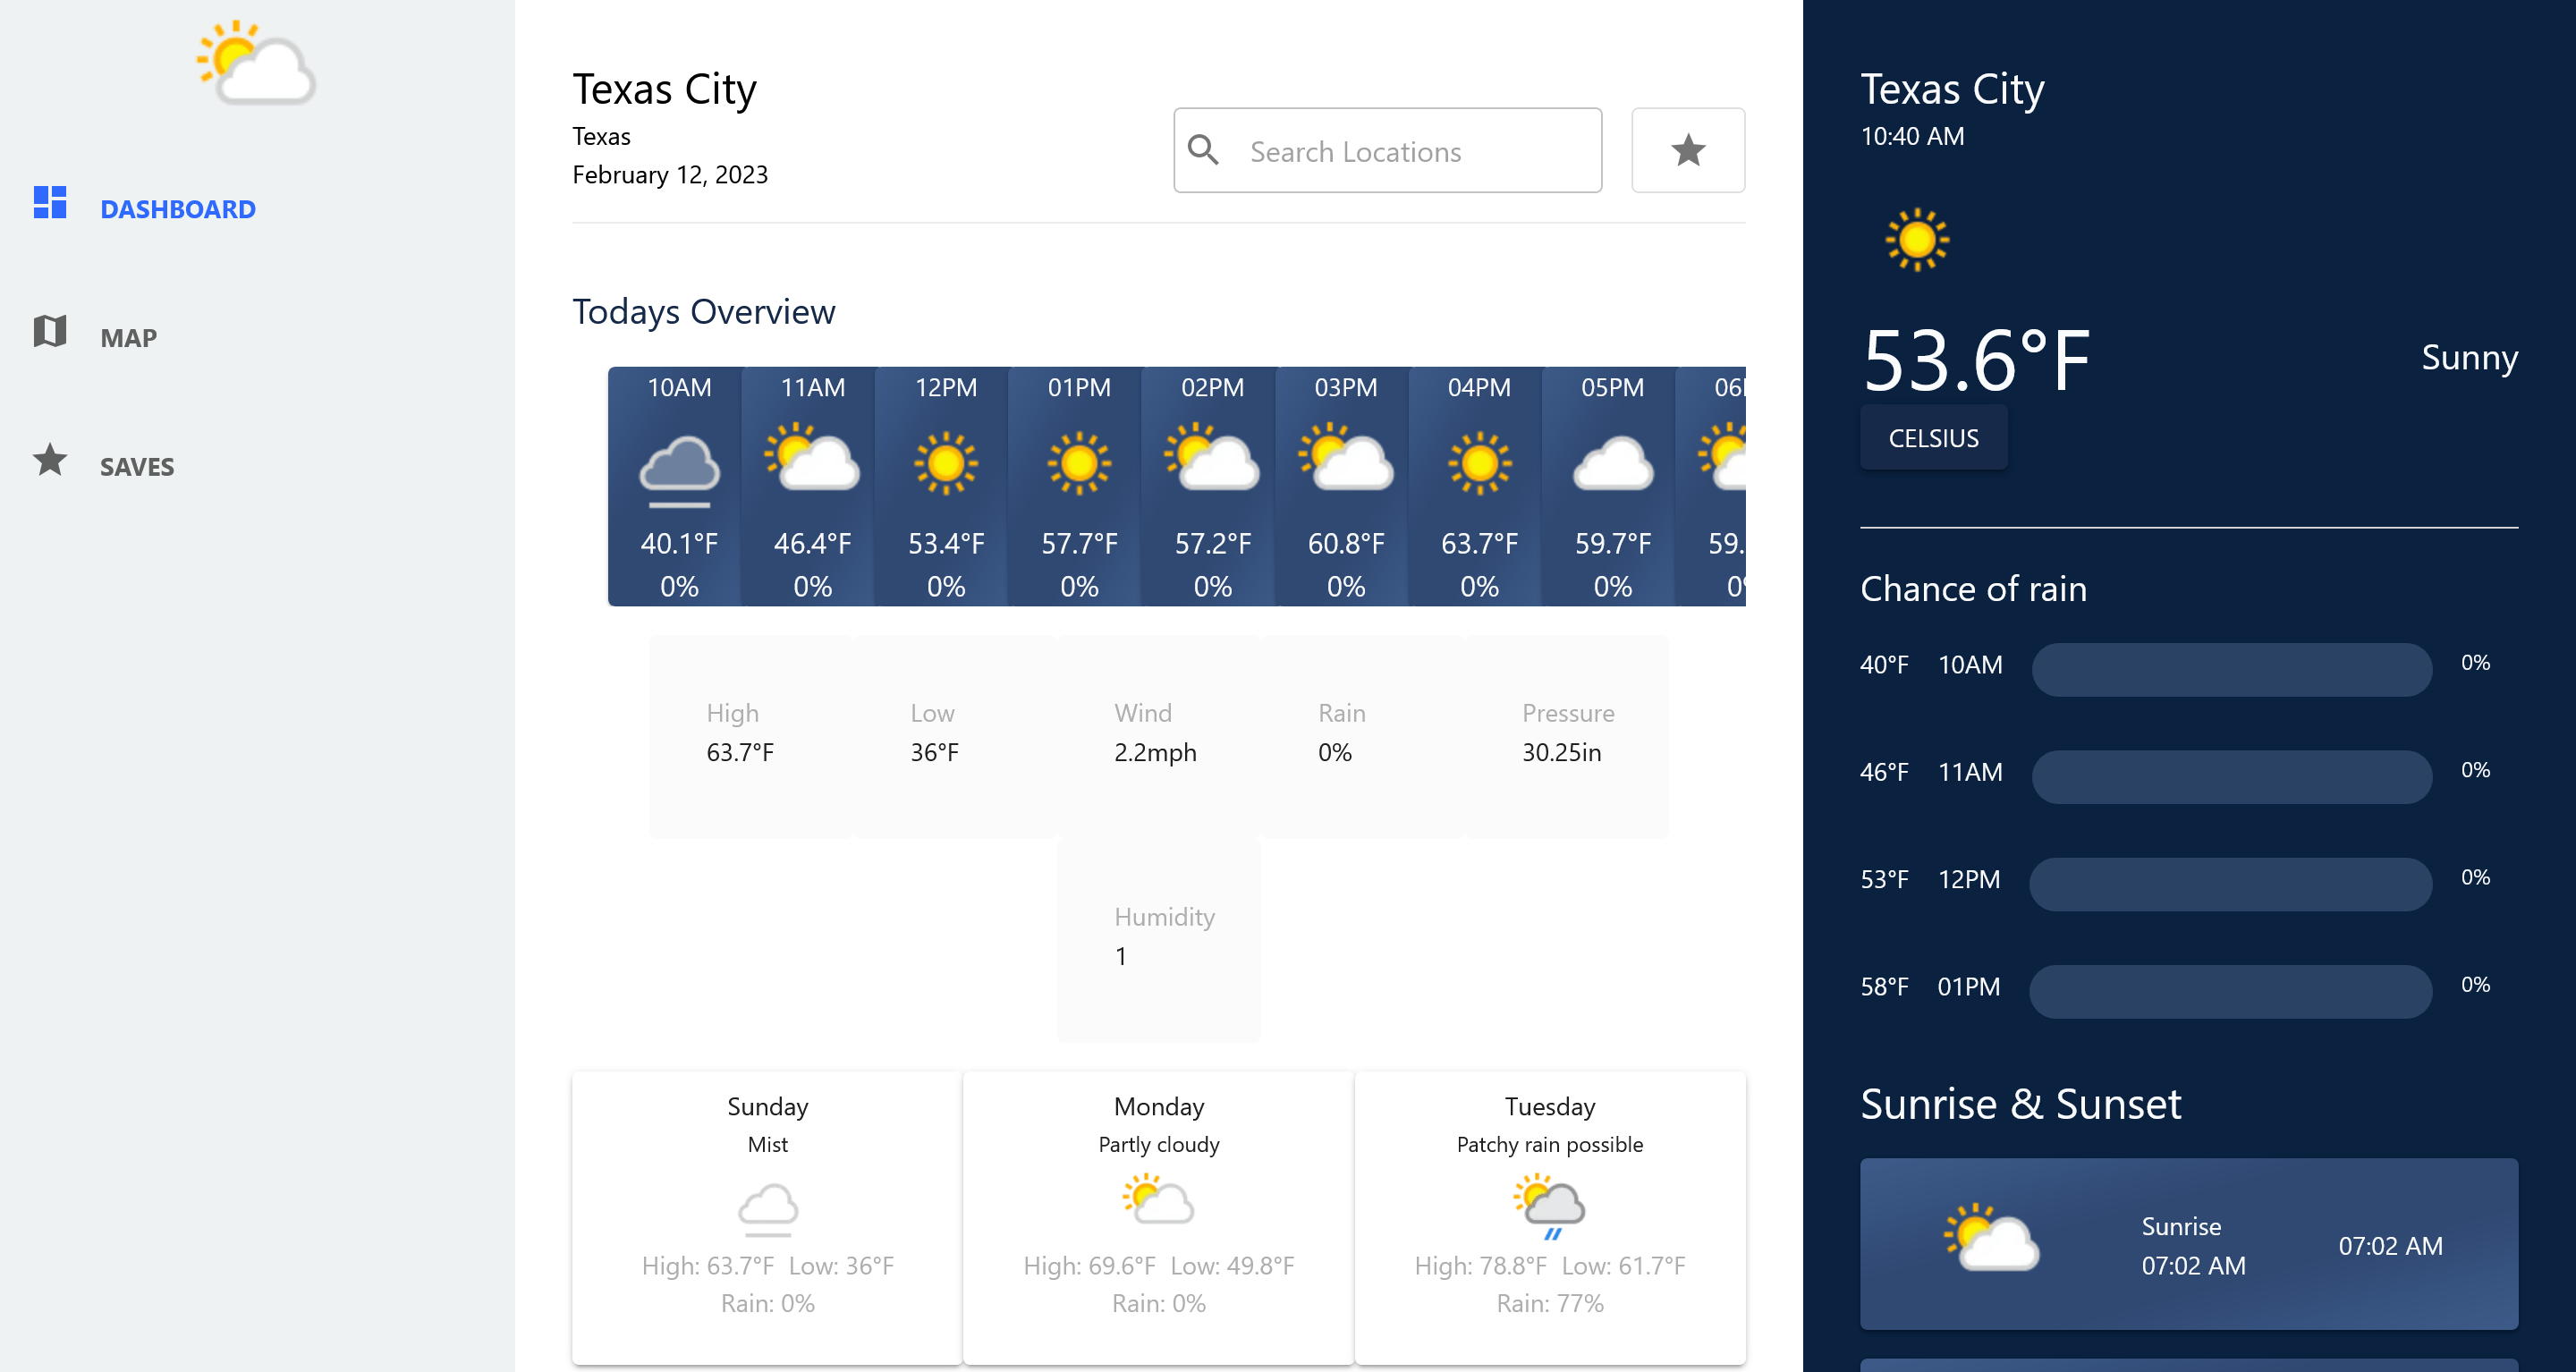 DASHBOARD
MAP
SAVES
Texas City
Texas
February 12, 2023
Search Locations
Todays Overview
10AM 11AM 12PM 01PM 02PM 03PM 04PM 05PM
40.1°F 46.4°F 53.4°F 57.7°F 57.2°F 60.8°F 63.7°F 59.7°F 59.
0% 0% 0% 0% 0% 0% 0% 0%
High Low Wind Rain Pressure
63.7°F 36°F 2.2mph 0% 30.25in
Humidity
1
Sunday
Mist
High: 63.7°F Low: 36°F
Rain: 0%
Monday
Partly cloudy
High: 69.6°F Low: 49.8°F
Rain: 0%
Tuesday
Patchy rain possible
High: 78.8°F Low: 61.7°F
Rain: 77%
Texas City
10:40 AM
53.6°F
Sunny
CELSIUS
Chance of rain
40°F 10AM 0%
46°F 11AM 0%
53°F 12PM 0%
58°F 01PM 0%
Sunrise & Sunset
Sunrise
07:02 AM
07:02 AM